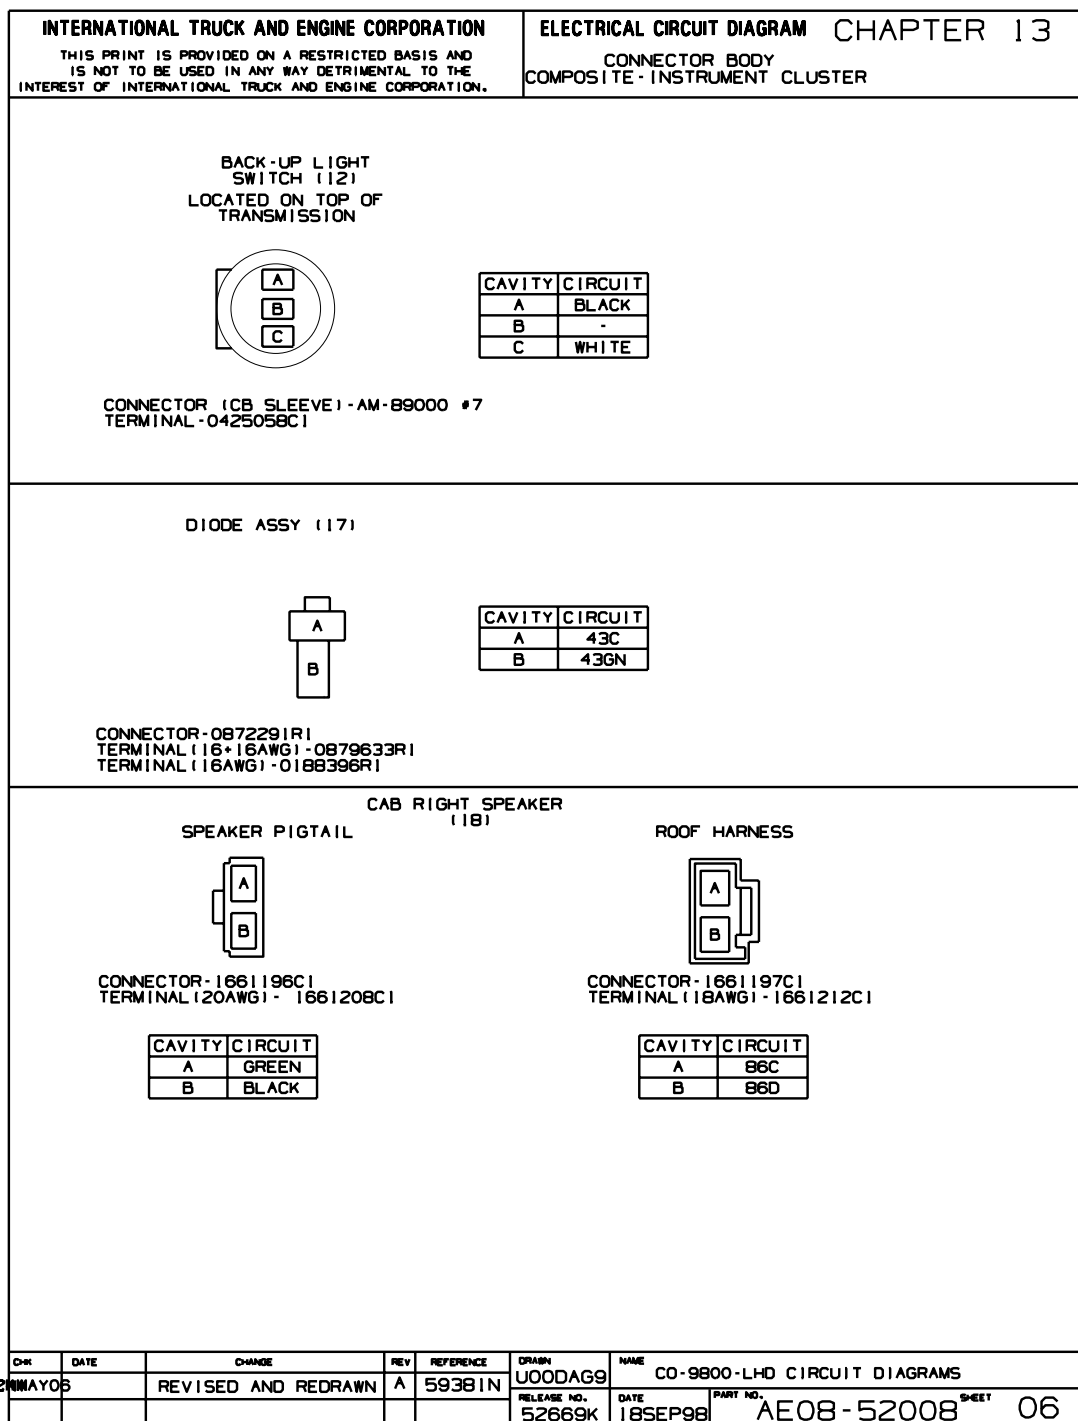 INTERNATIONAL TRUCK AND ENGINE CORPORATION
THIS PRINT IS PROVIDED ON A RESTRICTED BASIS AND
IS NOT TO BE USED IN ANY WAY DETRIMENTAL TO THE
INTEREST OF INTERNATIONAL TRUCK AND ENGINE CORPORATION.
ELECTRICAL CIRCUIT DIAGRAM CHAPTER 13
CONNECTOR BODY
COMPOSITE-INSTRUMENT CLUSTER
BACK-UP LIGHT
SWITCH (12)
LOCATED ON TOP OF
TRANSMISSION
A
B
C
CAVITY CIRCUIT
A BLACK
B -
C WHITE
CONNECTOR (CB SLEEVE)-AM-89000 #7
TERMINAL-0425058C1
DIODE ASSY (17)
A
B
CAVITY CIRCUIT
A 43C
B 43GN
CONNECTOR-0872291R1
TERMINAL(16+16AWG)-0879633R1
TERMINAL(16AWG)-0188396R1
CAB RIGHT SPEAKER
(18)
SPEAKER PIGTAIL
A
B
CONNECTOR-1661196C1
TERMINAL(20AWG)- 1661208C1
CAVITY CIRCUIT
A GREEN
B BLACK
ROOF HARNESS
A
B
CONNECTOR-1661197C1
TERMINAL(18AWG)-1661212C1
CAVITY CIRCUIT
A 86C
B 86D
CHK DATE CHANGE REV REFERENCE
MAY06 REVISED AND REDRAWN A 59381N
DRAWN
U00DAG9
NAME
CO-9800-LHD CIRCUIT DIAGRAMS
RELEASE NO.
52669K
DATE
18SEP98
PART NO.
AE08-52008
SHEET
06